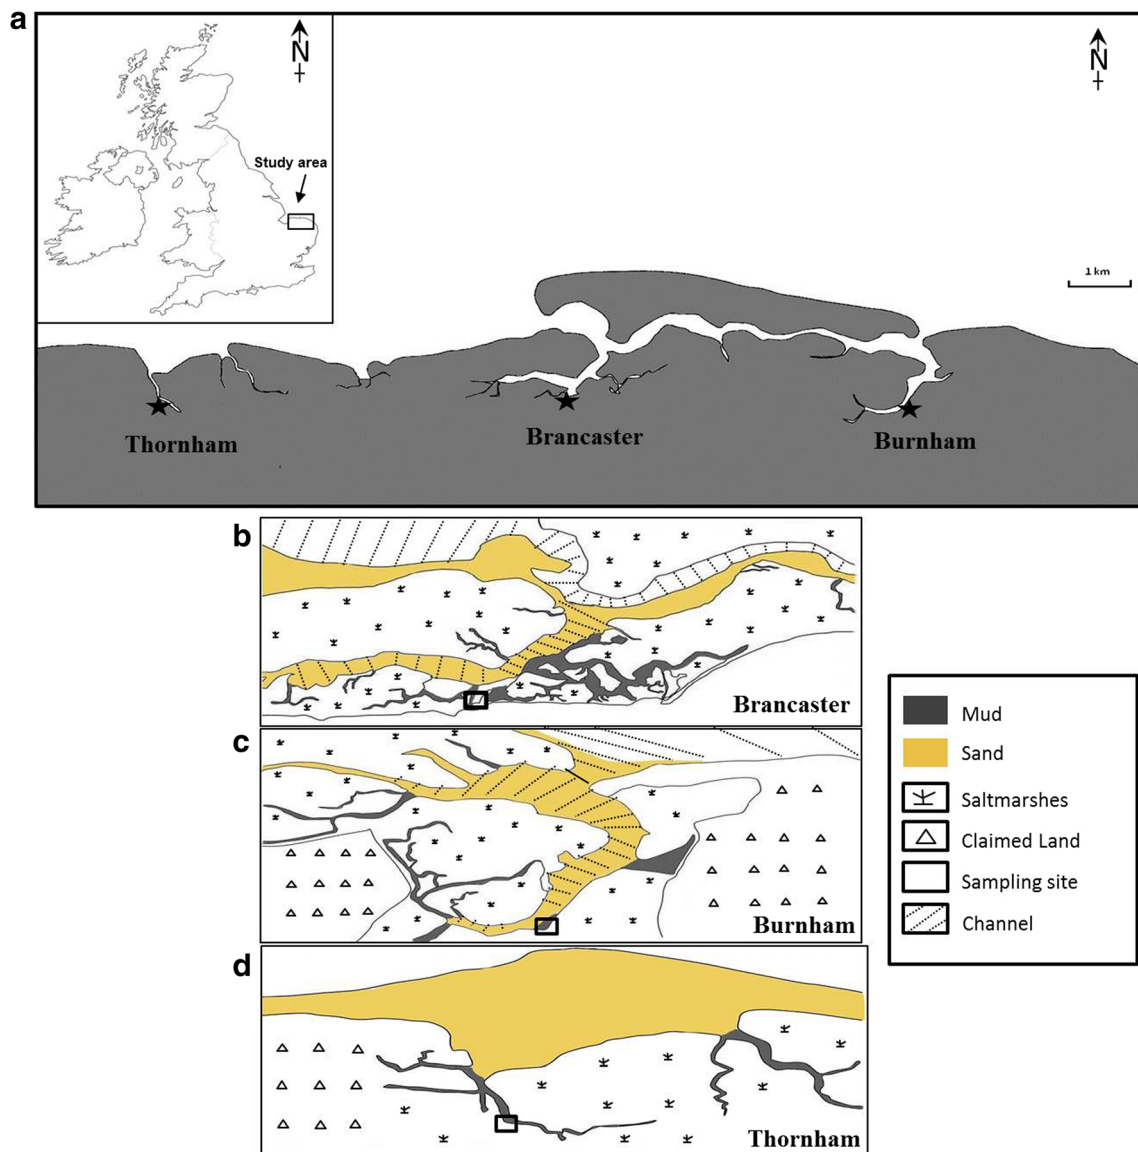 a
N
Study area
N
1 km
Thornham
Brancaster
Burnham
b
Brancaster
c
Burnham
d
Thornham
Mud
Sand
Saltmarshes
Claimed Land
Sampling site
Channel